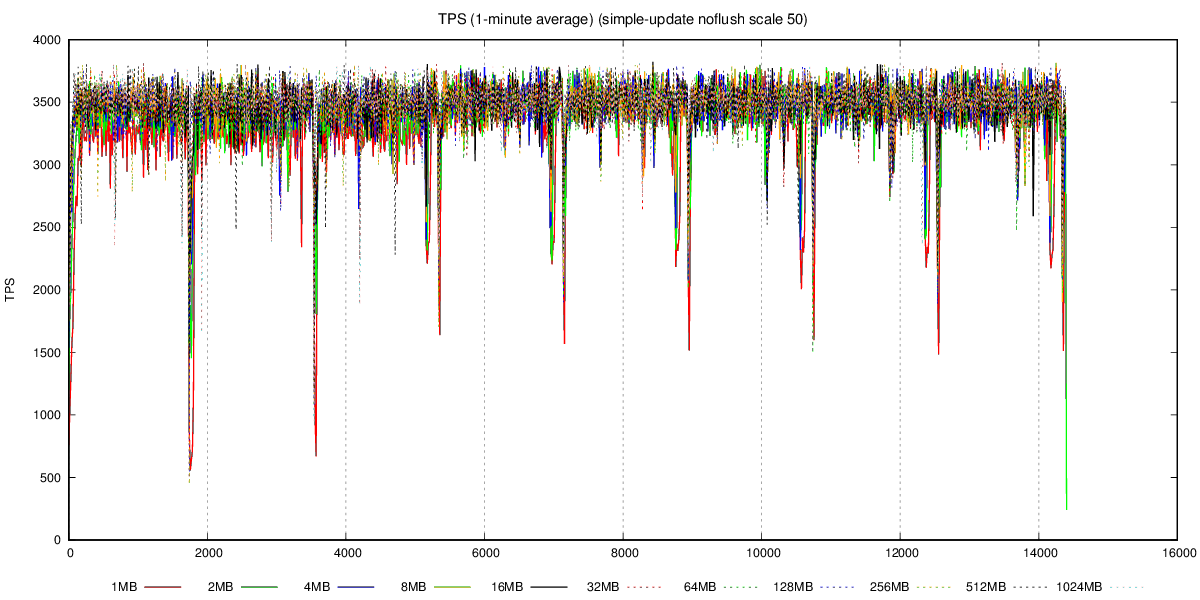 TPS (1-minute average) (simple-update noflush scale 50)
4000
3500
3000
2500
2000
1500
1000
500
0
TPS
0 2000 4000 6000 8000 10000 12000 14000 16000
1MB 2MB 4MB 8MB 16MB 32MB 64MB 128MB 256MB 512MB 1024MB